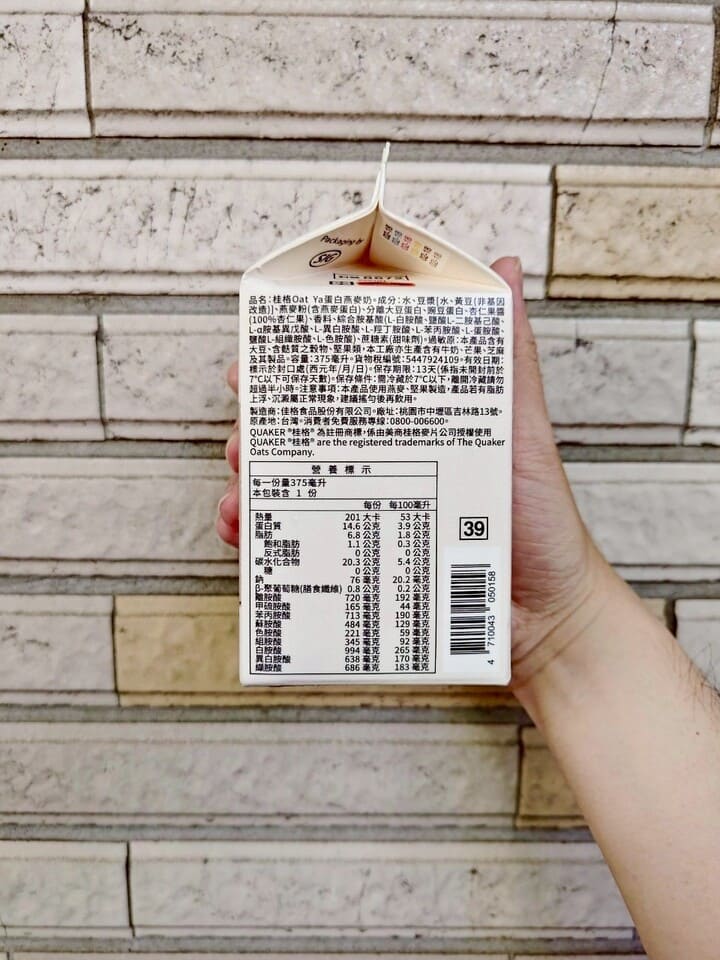 Packaging by
SIG
品名:桂格Oat Ya蛋白燕麥奶。成分:水、豆漿[水、黃豆(非基因
改造)]、燕麥粉(含燕麥蛋白)、分離大豆蛋白、豌豆蛋白、杏仁果醬
(100%杏仁果)、香料、綜合胺基酸(L-白胺酸、鹽酸L-二胺基己酸、
L-α胺基異戊酸、L-異白胺酸、L-羥丁胺酸、L-苯丙胺酸、L-蛋胺酸、
鹽酸L-組織胺酸、L-色胺酸)、蔗糖素(甜味劑)。過敏原:本產品含有
大豆、含麩質之穀物、堅果類,本工廠亦生產含有牛奶、芒果、芝麻
及其製品。容量:375毫升。貨物稅編號:5447924109。有效日期:
標示於封口處(西元年/月/日)。保存期限:13天(係指未開封前於
7℃以下可保存天數)。保存條件:需冷藏於7℃以下,離開冷藏請勿
超過半小時。注意事項:本產品使用燕麥、堅果製造,產品若有脂肪
上浮、沉澱屬正常現象,建議搖勻後再飲用。
製造商:佳格食品股份有限公司。廠址:桃園市中壢區吉林路13號。
原產地:台灣。消費者免費服務專線:0800-006600。
QUAKER®桂格® 為註冊商標,係由美商桂格麥片公司授權使用
QUAKER®桂格® are the registered trademarks of The Quaker
Oats Company.
營養標示
每一份量375毫升
本包裝含 1 份
每份 每100毫升
熱量 201 大卡 53 大卡
蛋白質 14.6 公克 3.9 公克
脂肪 6.8 公克 1.8 公克
飽和脂肪 1.1 公克 0.3 公克
反式脂肪 0 公克 0 公克
碳水化合物 20.3 公克 5.4 公克
糖 0 公克 0 公克
鈉 76 毫克 20.2 毫克
β-聚葡萄糖(膳食纖維) 0.8 公克 0.2 公克
離胺酸 720 毫克 192 毫克
甲硫胺酸 165 毫克 44 毫克
苯丙胺酸 713 毫克 190 毫克
蘇胺酸 484 毫克 129 毫克
色胺酸 221 毫克 59 毫克
組胺酸 345 毫克 92 毫克
白胺酸 994 毫克 265 毫克
異白胺酸 638 毫克 170 毫克
纈胺酸 686 毫克 183 毫克
39
4 710043 050158